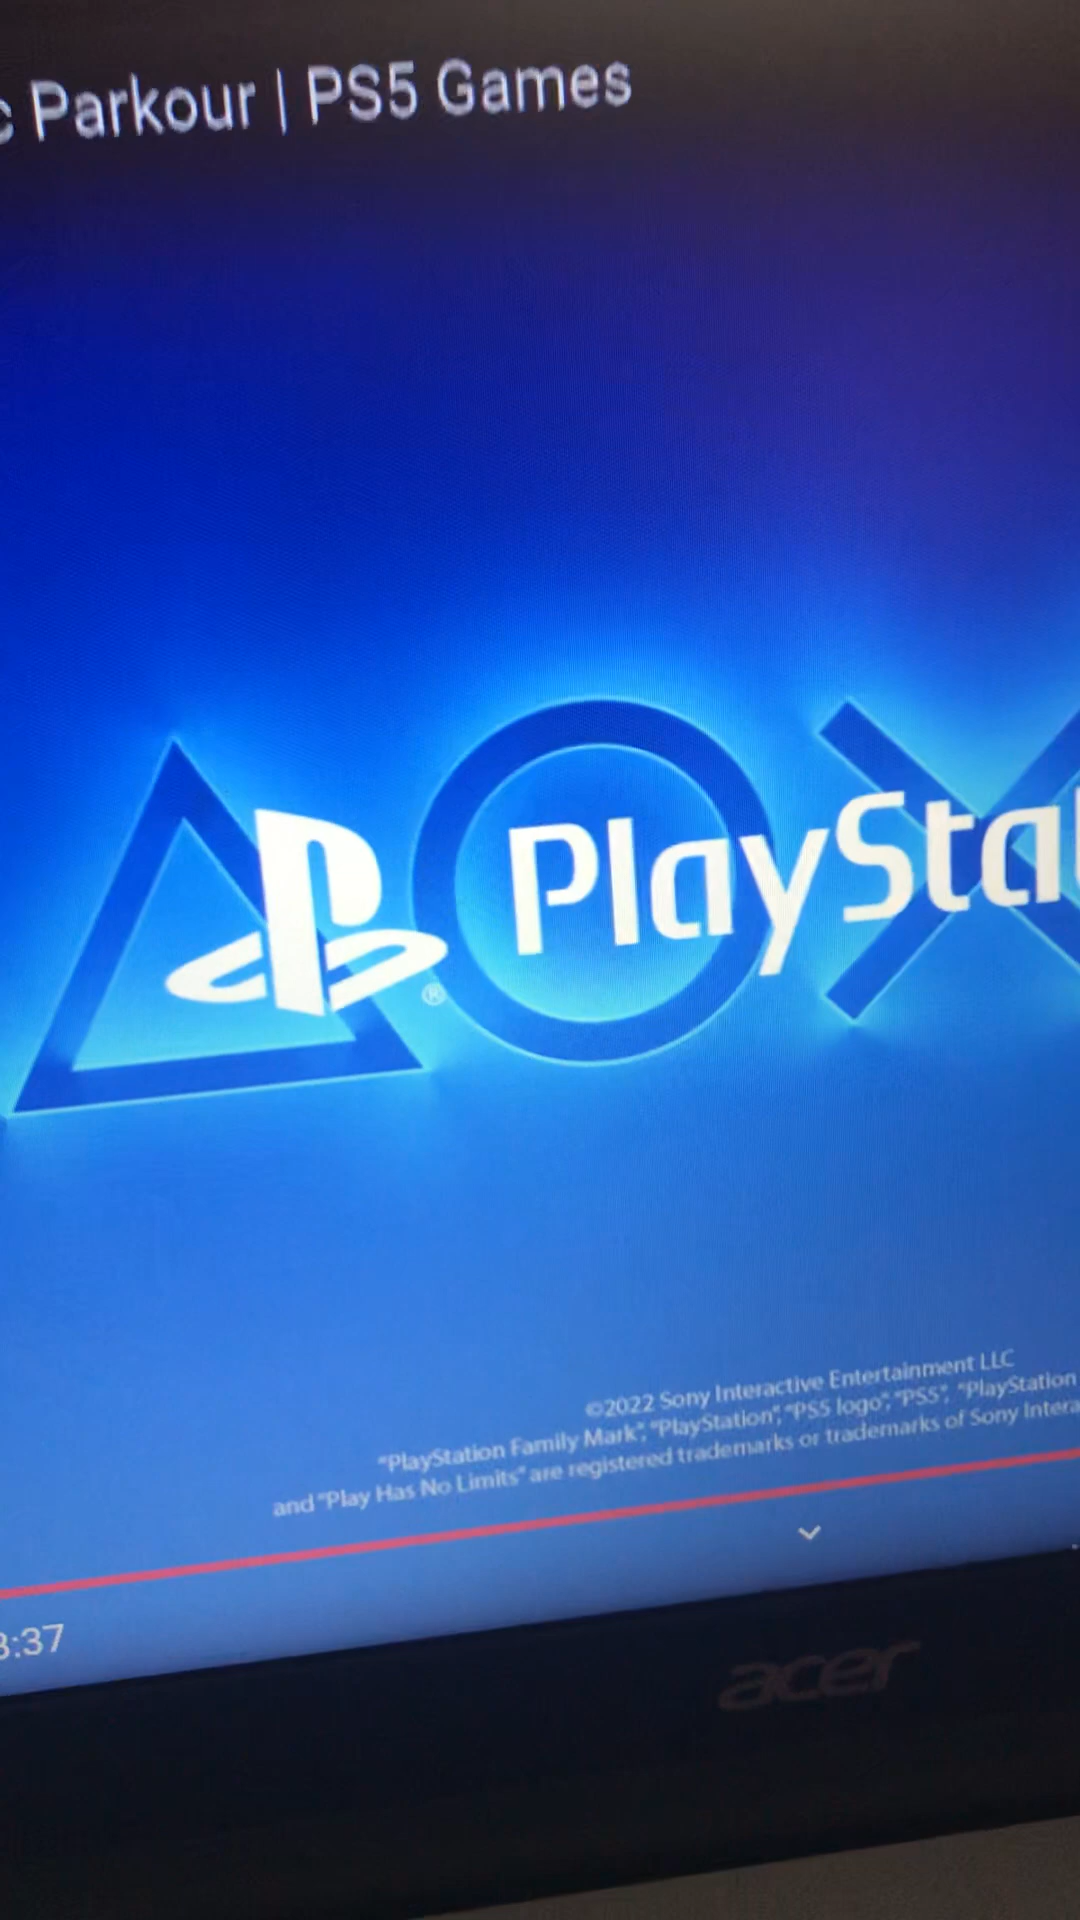 Parkour | PS5 Games
®
PlaySta
©2022 Sony Interactive Entertainment LLC
"PlayStation Family Mark", "PlayStation", "PS5 logo", "PS5", "PlayStation
and "Play Has No Limits" are registered trademarks or trademarks of Sony Intera
3:37
acer